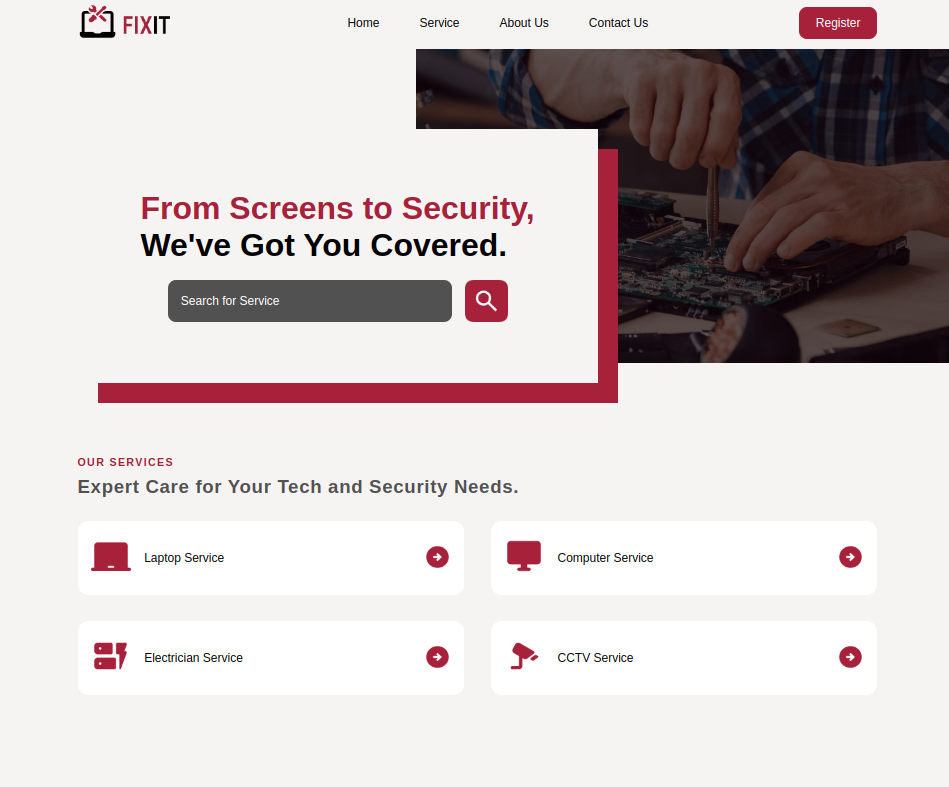 FIXIT
Home
Service
About Us
Contact Us
Register
From Screens to Security,
We've Got You Covered.
Search for Service
OUR SERVICES
Expert Care for Your Tech and Security Needs.
Laptop Service
Computer Service
Electrician Service
CCTV Service